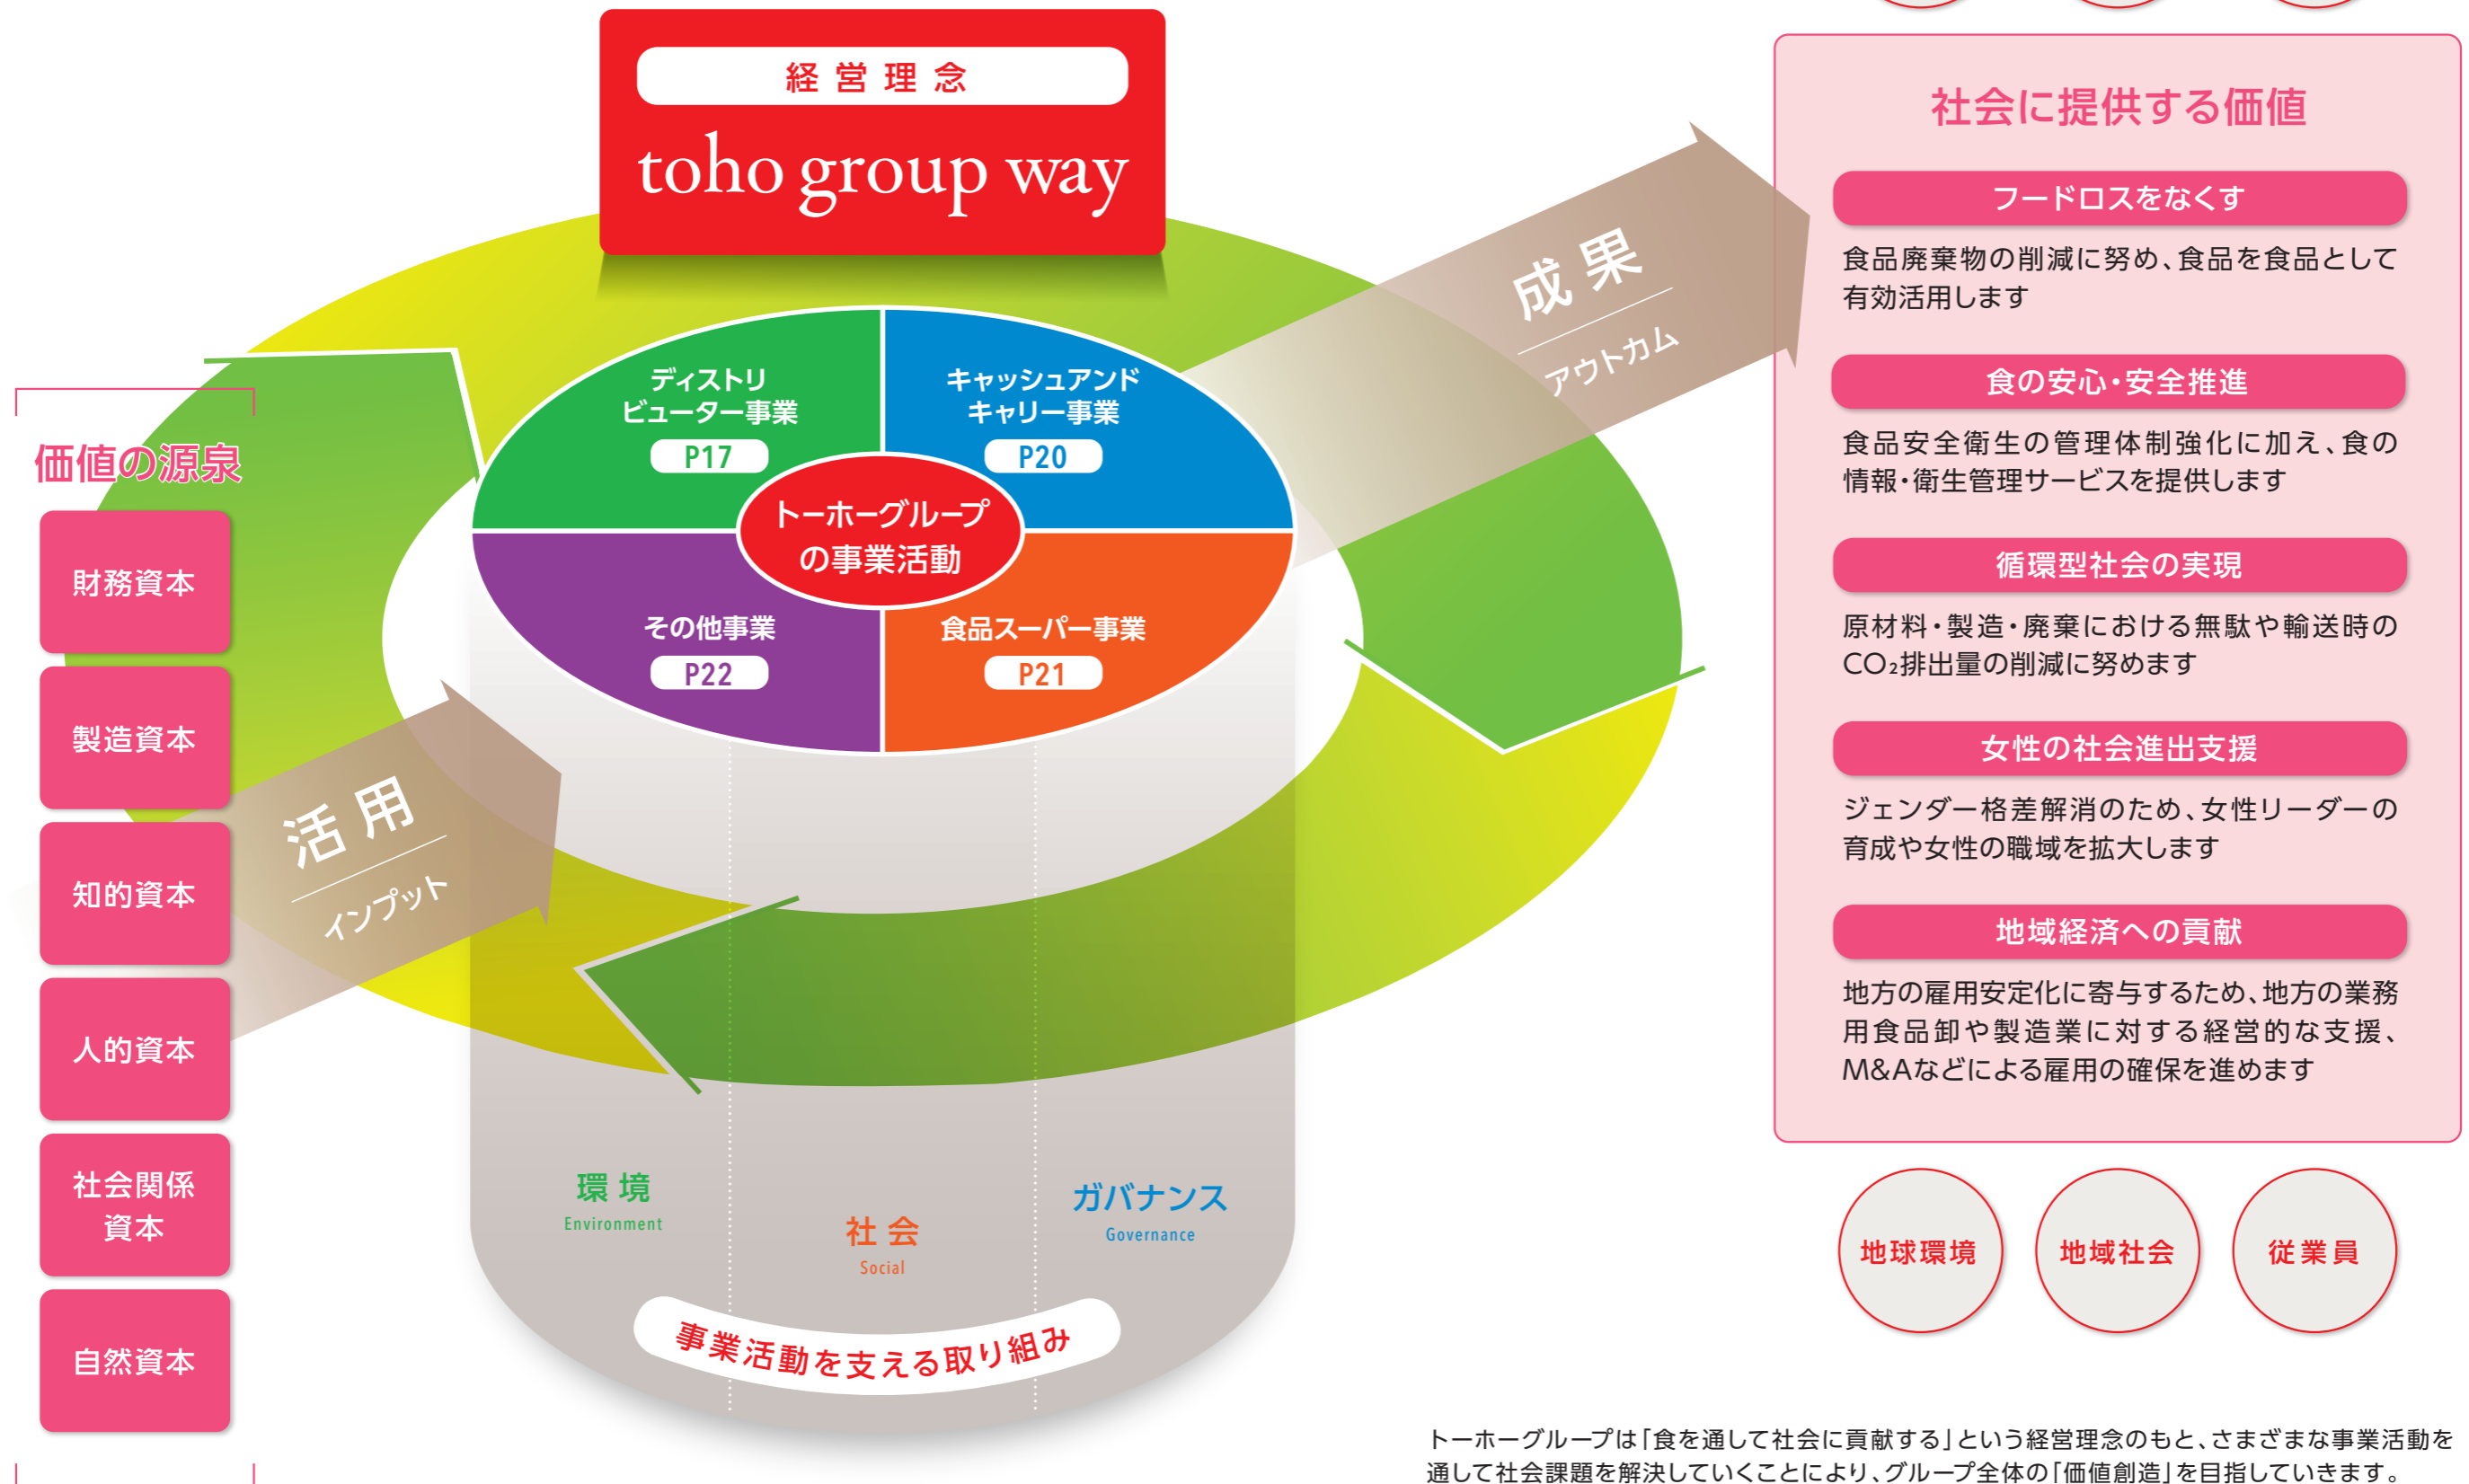 経営理念
toho group way
価値の源泉
財務資本
製造資本
知的資本
人的資本
社会関係
資本
自然資本
活用
インプット
ディストリ
ビューター事業
P17
キャッシュアンド
キャリー事業
P20
トーホーグループ
の事業活動
その他事業
P22
食品スーパー事業
P21
環境
Environment
社会
Social
ガバナンス
Governance
事業活動を支える取り組み
成果
アウトカム
社会に提供する価値
フードロスをなくす
食品廃棄物の削減に努め、食品を食品として
有効活用します
食の安心・安全推進
食品安全衛生の管理体制強化に加え、食の
情報・衛生管理サービスを提供します
循環型社会の実現
原材料・製造・廃棄における無駄や輸送時の
CO₂排出量の削減に努めます
女性の社会進出支援
ジェンダー格差解消のため、女性リーダーの
育成や女性の職域を拡大します
地域経済への貢献
地方の雇用安定化に寄与するため、地方の業務
用食品卸や製造業に対する経営的な支援、
M&Aなどによる雇用の確保を進めます
地球環境
地域社会
従業員
トーホーグループは「食を通して社会に貢献する」という経営理念のもと、さまざまな事業活動を
通して社会課題を解決していくことにより、グループ全体の「価値創造」を目指していきます。